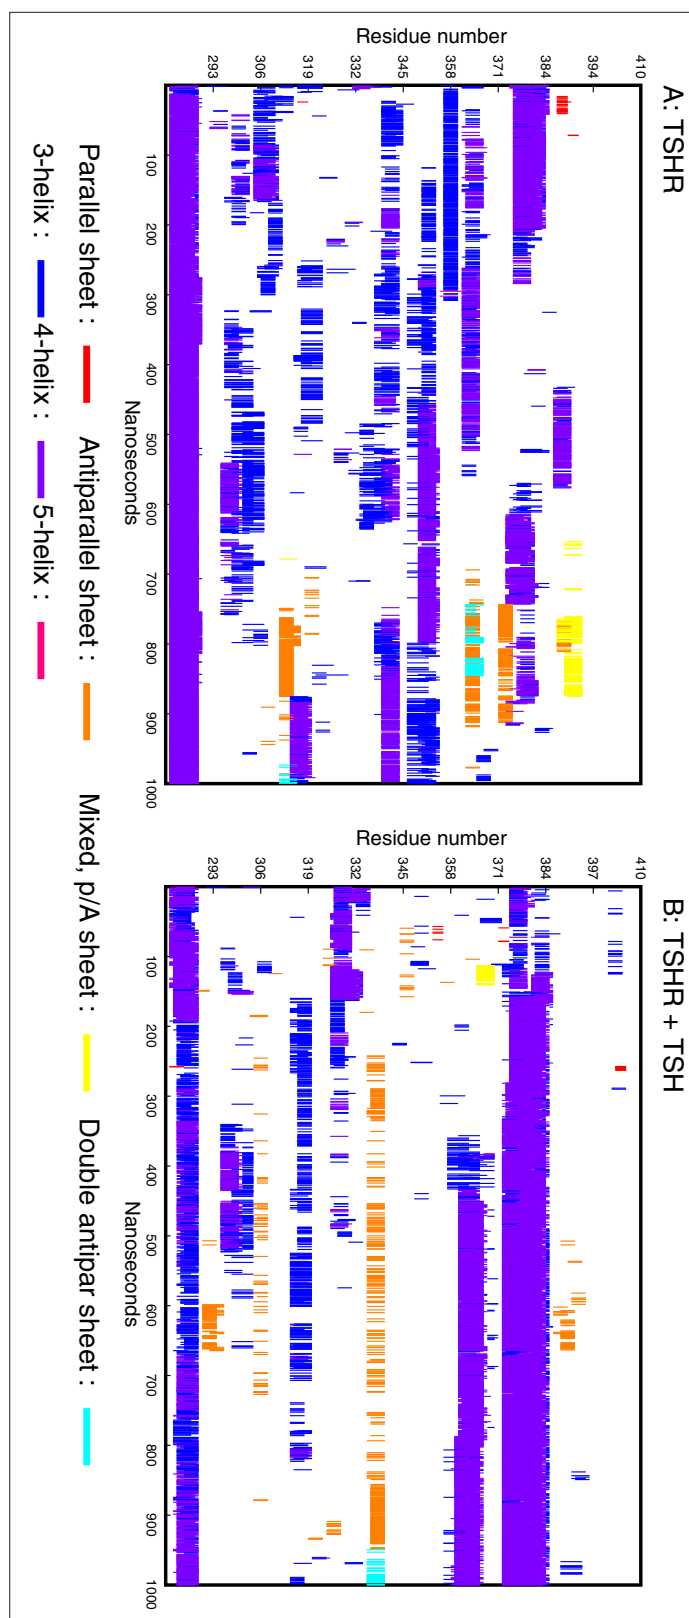 A: TSHR
Residue number
410
394
384
371
358
345
332
319
306
293
100 200 300 400 500 600 700 800 900 1000
Nanoseconds
B: TSHR + TSH
Residue number
410
397
384
371
358
345
332
319
306
293
100 200 300 400 500 600 700 800 900 1000
Nanoseconds
Parallel sheet : Antiparallel sheet : Mixed, p/A sheet : Double antipar sheet :
3-helix : 4-helix : 5-helix :